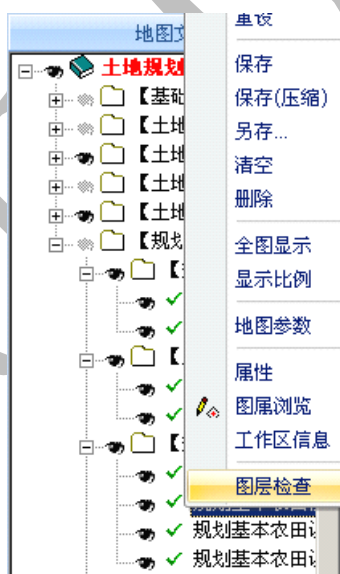 重设
地图文
土地规划
保存
【基础
保存(压缩)
【土地
另存...
【土地
清空
【土地
删除
【土地
【规划
全图显示
【
显示比例
地图参数
【
属性
图属浏览
工作区信息
【
图层检查
规划基本农田
规划基本农田